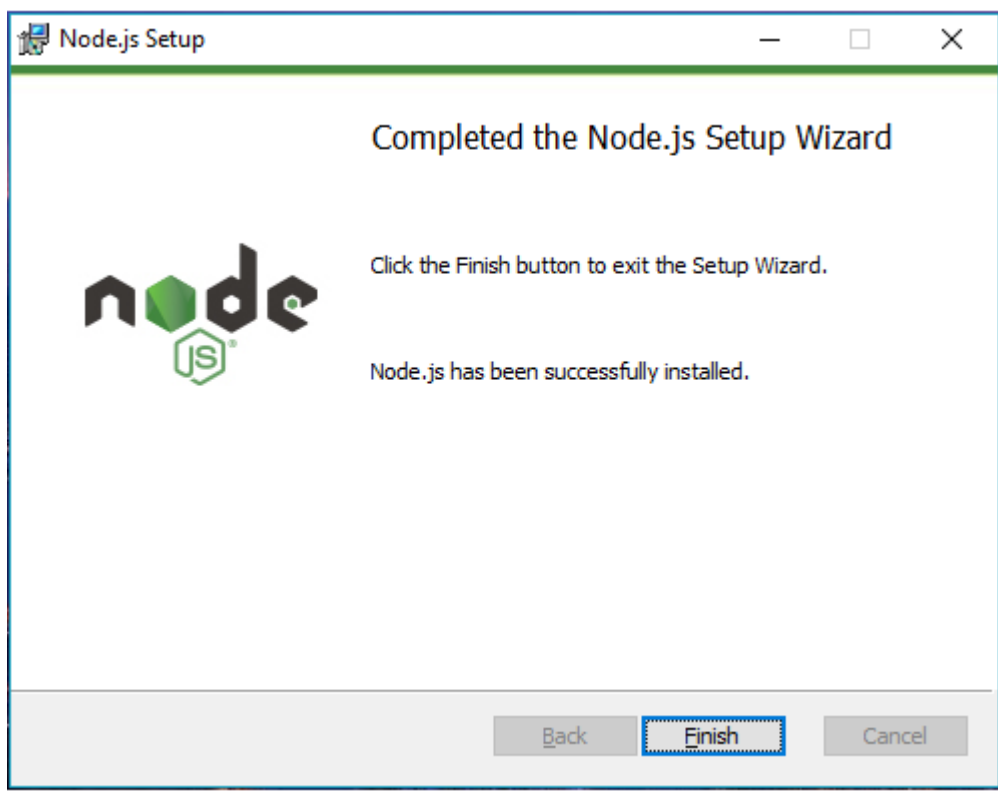 Node.js Setup
Completed the Node.js Setup Wizard
Click the Finish button to exit the Setup Wizard.
node
JS®
Node.js has been successfully installed.
Back Finish Cancel